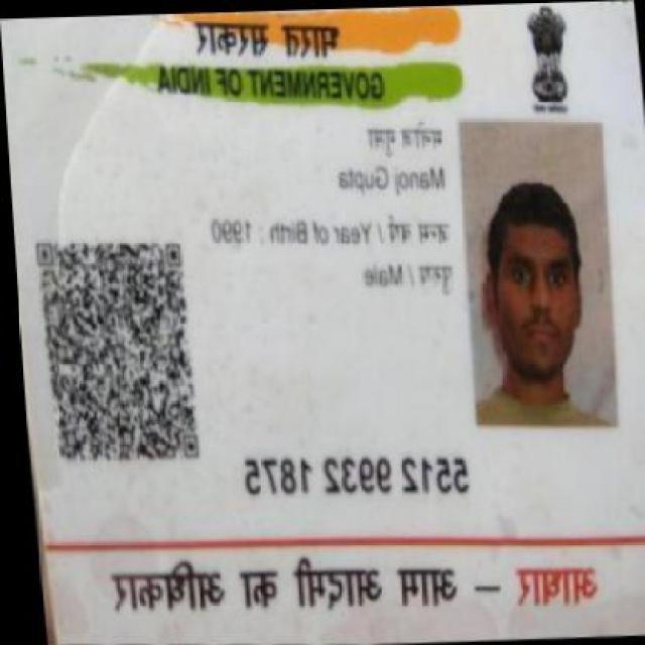 भारत सरकार
GOVERNMENT OF INDIA
मनोज गुप्ता
Manoj Gupta
जन्म वर्ष / Year of Birth : 1990
पुरुष / Male
5512 9932 1875
आधार – आम आदमी का अधिकार